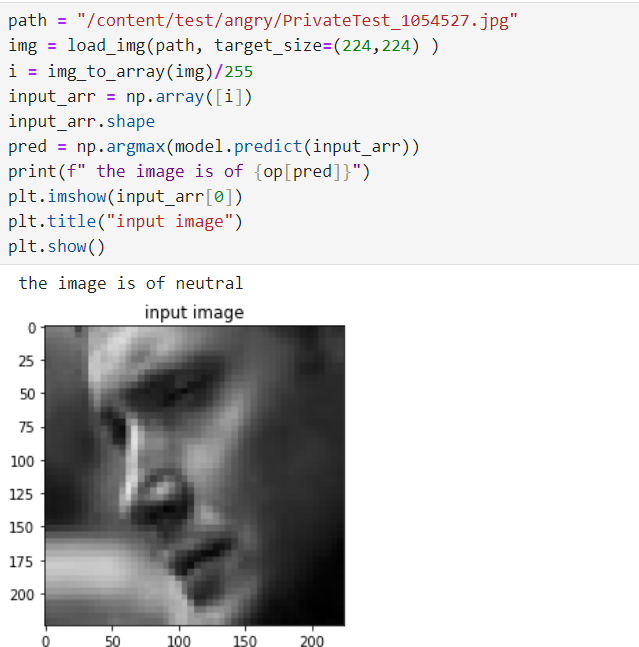 path = "/content/test/angry/PrivateTest_1054527.jpg"
img = load_img(path, target_size=(224,224) )
i = img_to_array(img)/255
input_arr = np.array([i])
input_arr.shape
pred = np.argmax(model.predict(input_arr))
print(f" the image is of {op[pred]}")
plt.imshow(input_arr[0])
plt.title("input image")
plt.show()
the image is of neutral
input image
0
25
50
75
100
125
150
175
200
0 50 100 150 200